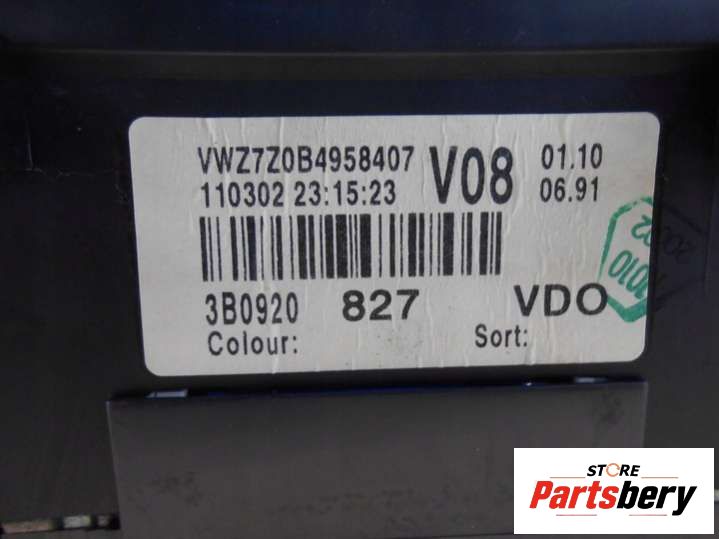 VWZ7Z0B4958407 V08 01.10
110302 23:15:23 06.91
3B0920 827 VDO
Colour: Sort:
STORE
Partsbery